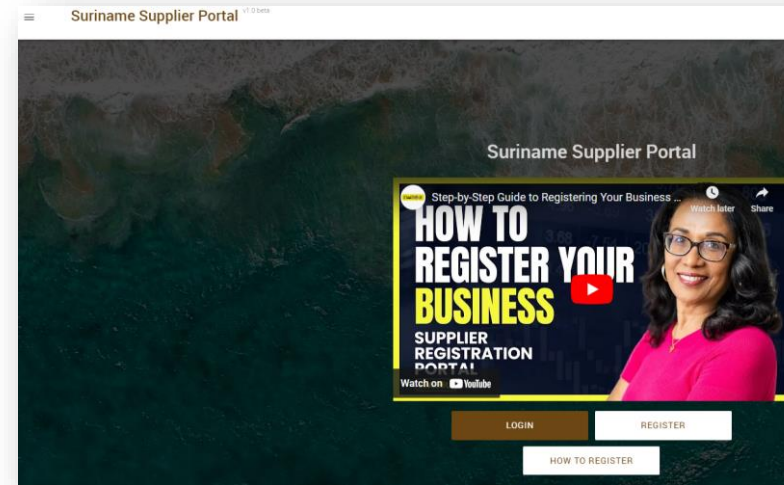 Suriname Supplier Portal v1.0 beta
Suriname Supplier Portal
Step-by-Step Guide to Registering Your Business ...
Watch later
Share
HOW TO
REGISTER YOUR
BUSINESS
SUPPLIER
REGISTRATION
PORTAL
Watch on YouTube
LOGIN
REGISTER
HOW TO REGISTER